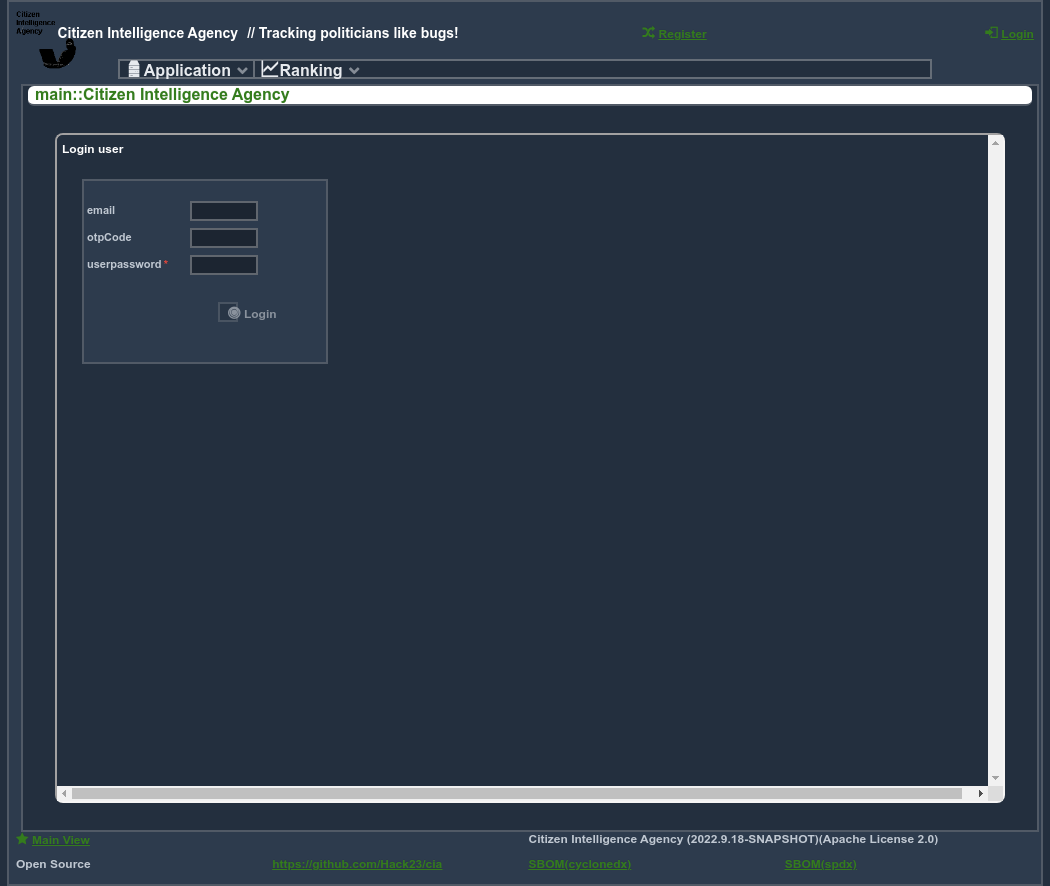 Citizen
Intelligence
Agency
Citizen Intelligence Agency // Tracking politicians like bugs!
Register
Login
Application
Ranking
main::Citizen Intelligence Agency
Login user
email
otpCode
userpassword*
Login
Main View
Citizen Intelligence Agency (2022.9.18-SNAPSHOT)(Apache License 2.0)
Open Source
https://github.com/Hack23/cia
SBOM(cyclonedx)
SBOM(spdx)